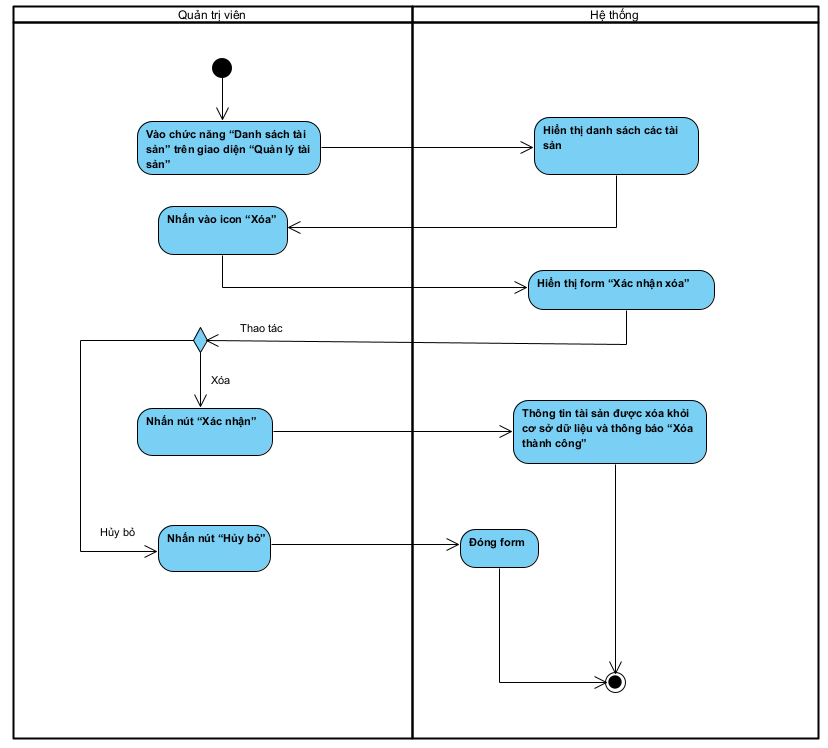 Quản trị viên
Hệ thống
Vào chức năng “Danh sách tài
sản” trên giao diện “Quản lý tài
sản”
Hiển thị danh sách các tài
sản
Nhấn vào icon “Xóa”
Hiển thị form “Xác nhận xóa”
Thao tác
Xóa
Nhấn nút “Xác nhận”
Thông tin tài sản được xóa khỏi
cơ sở dữ liệu và thông báo “Xóa
thành công”
Hủy bỏ
Nhấn nút “Hủy bỏ”
Đóng form